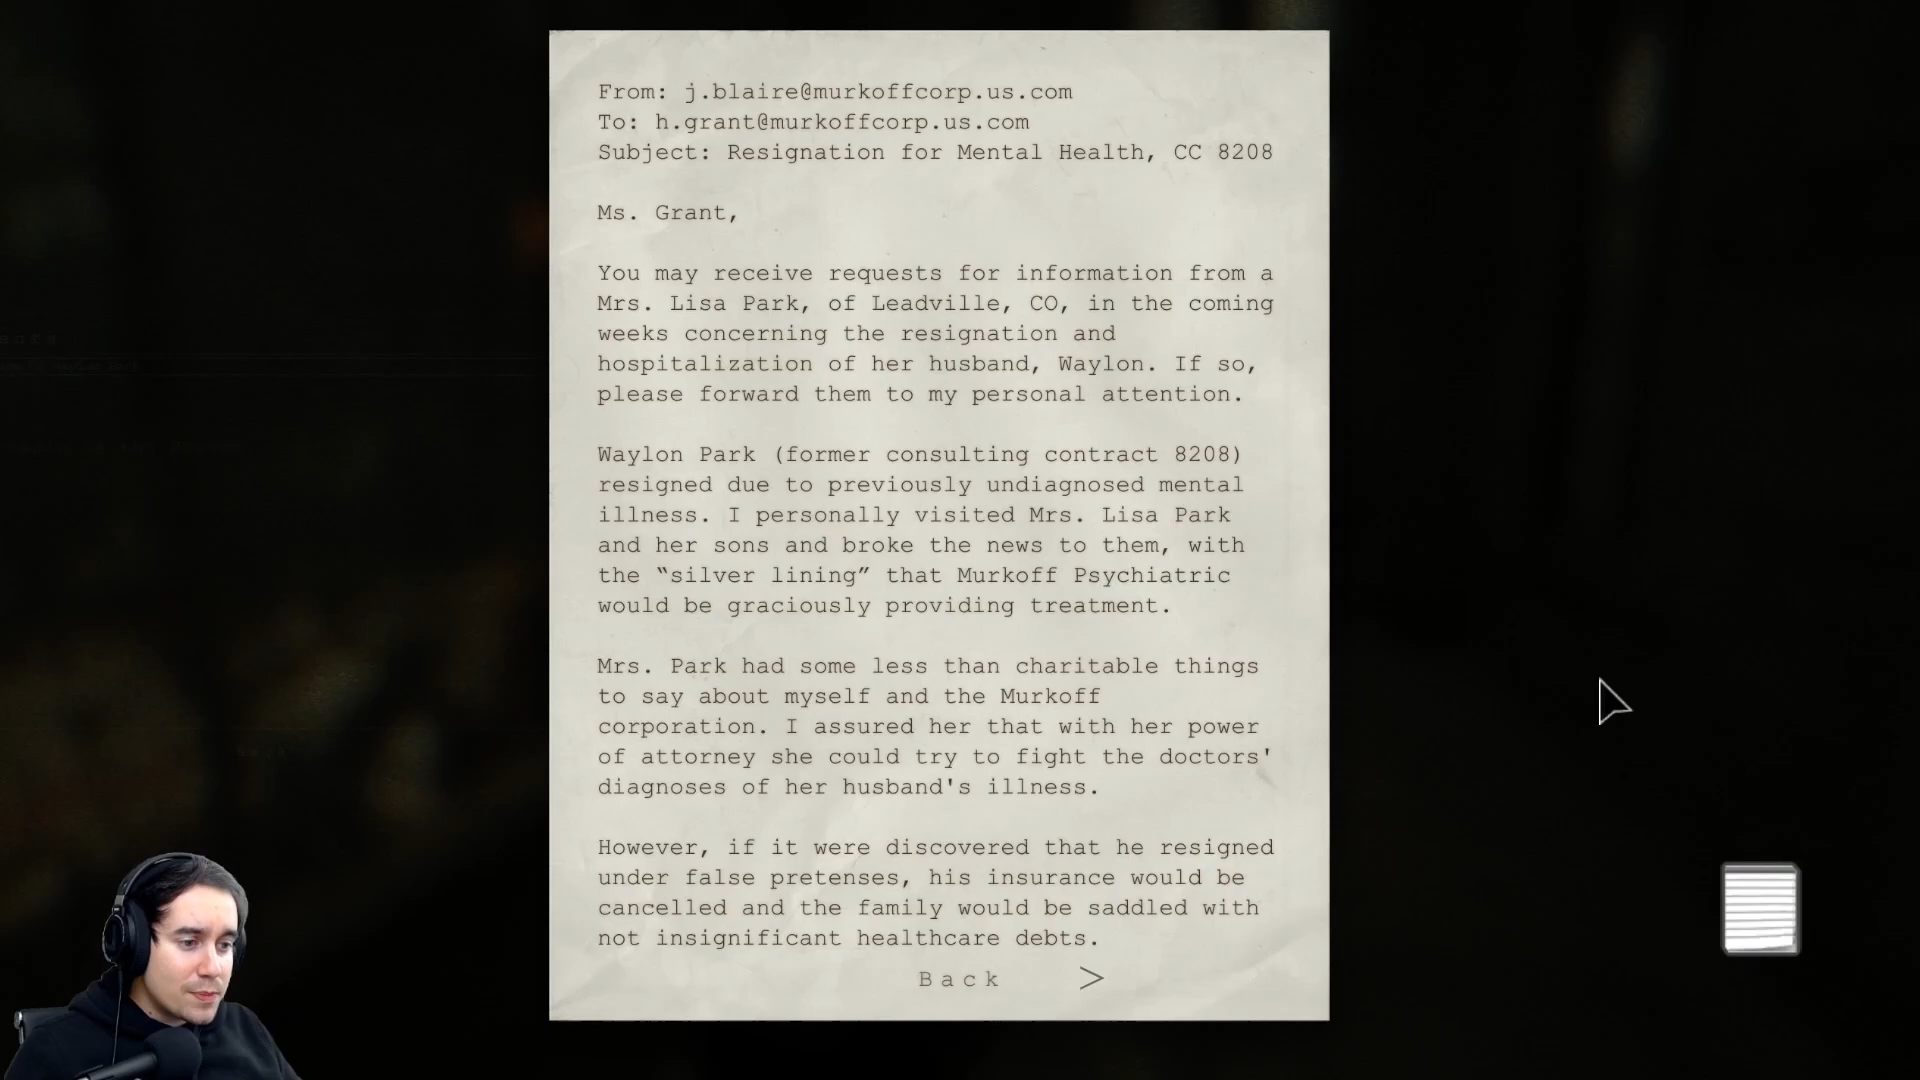 From: j.blaire@murkoffcorp.us.com
To: h.grant@murkoffcorp.us.com
Subject: Resignation for Mental Health, CC 8208
Ms. Grant,
You may receive requests for information from a
Mrs. Lisa Park, of Leadville, CO, in the coming
weeks concerning the resignation and
hospitalization of her husband, Waylon. If so,
please forward them to my personal attention.
Waylon Park (former consulting contract 8208)
resigned due to previously undiagnosed mental
illness. I personally visited Mrs. Lisa Park
and her sons and broke the news to them, with
the “silver lining” that Murkoff Psychiatric
would be graciously providing treatment.
Mrs. Park had some less than charitable things
to say about myself and the Murkoff
corporation. I assured her that with her power
of attorney she could try to fight the doctors'
diagnoses of her husband's illness.
However, if it were discovered that he resigned
under false pretenses, his insurance would be
cancelled and the family would be saddled with
not insignificant healthcare debts.
Back >